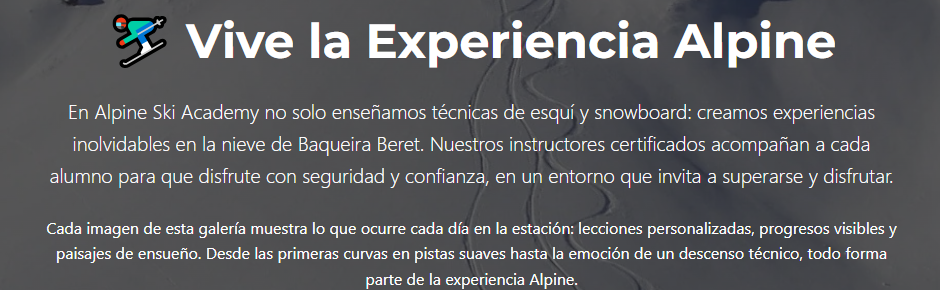 Vive la Experiencia Alpine
En Alpine Ski Academy no solo enseñamos técnicas de esquí y snowboard: creamos experiencias
inolvidables en la nieve de Baqueira Beret. Nuestros instructores certificados acompañan a cada
alumno para que disfrute con seguridad y confianza, en un entorno que invita a superarse y disfrutar.
Cada imagen de esta galería muestra lo que ocurre cada día en la estación: lecciones personalizadas, progresos visibles y
paisajes de ensueño. Desde las primeras curvas en pistas suaves hasta la emoción de un descenso técnico, todo forma
parte de la experiencia Alpine.